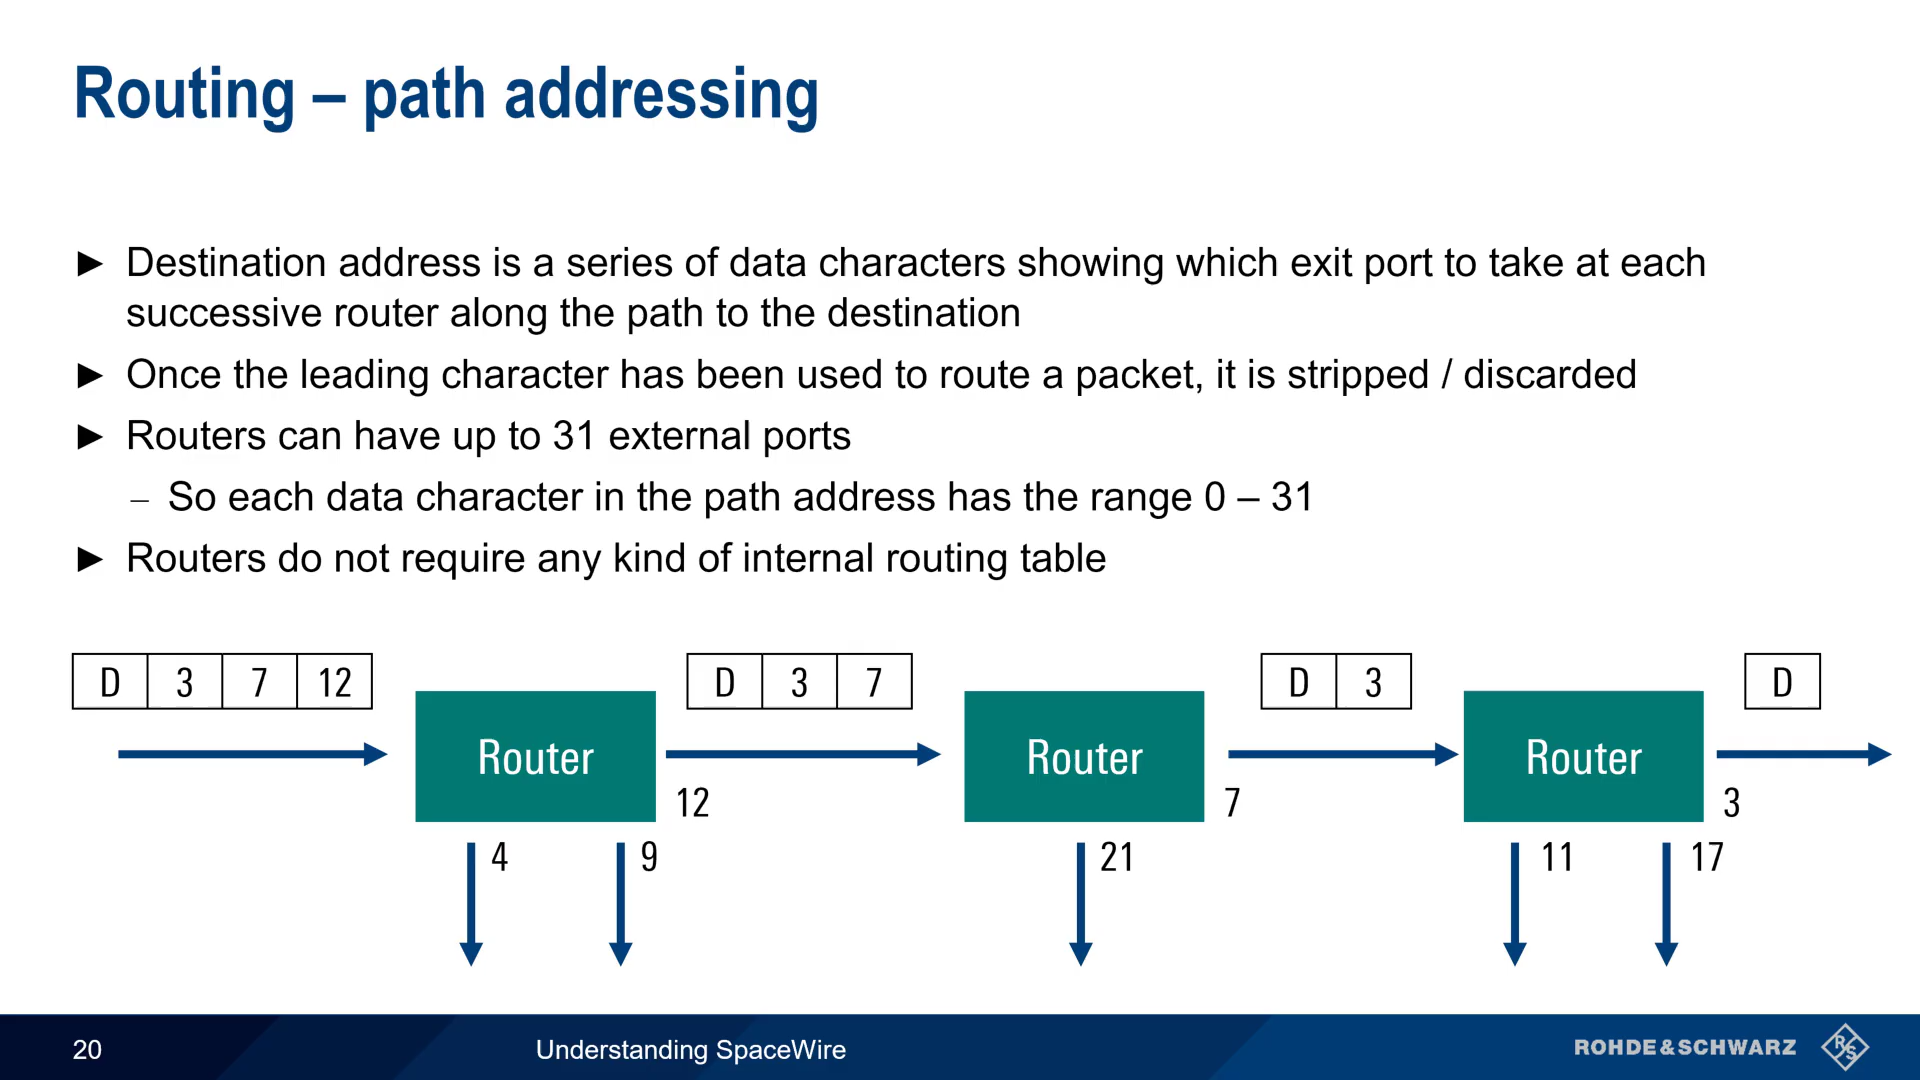 Routing – path addressing
► Destination address is a series of data characters showing which exit port to take at each
successive router along the path to the destination
► Once the leading character has been used to route a packet, it is stripped / discarded
► Routers can have up to 31 external ports
– So each data character in the path address has the range 0 – 31
► Routers do not require any kind of internal routing table
D 3 7 12
D 3 7
D 3
D
Router
Router
Router
12
7
3
4
9
21
11
17
20
Understanding SpaceWire
ROHDE&SCHWARZ
R&S